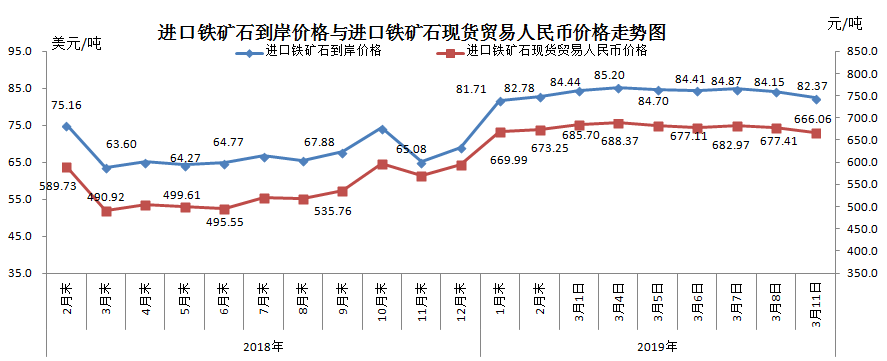 进口铁矿石到岸价格与进口铁矿石现货贸易人民币价格走势图
美元/吨
元/吨
进口铁矿石到岸价格
进口铁矿石现货贸易人民币价格
95.0
85.0
75.0
65.0
55.0
45.0
35.0
850.0
800.0
750.0
700.0
650.0
600.0
550.0
500.0
450.0
400.0
350.0
75.16
63.60
64.27
64.77
67.88
65.08
81.71
82.78
84.44
85.20
84.70
84.41
84.87
84.15
82.37
589.73
490.92
499.61
495.55
535.76
669.99
673.25
685.70
688.37
677.11
682.97
677.41
666.06
2月末
3月末
4月末
5月末
6月末
7月末
8月末
9月末
10月末
11月末
12月末
1月末
2月末
3月1日
3月4日
3月5日
3月6日
3月7日
3月8日
3月11日
2018年
2019年